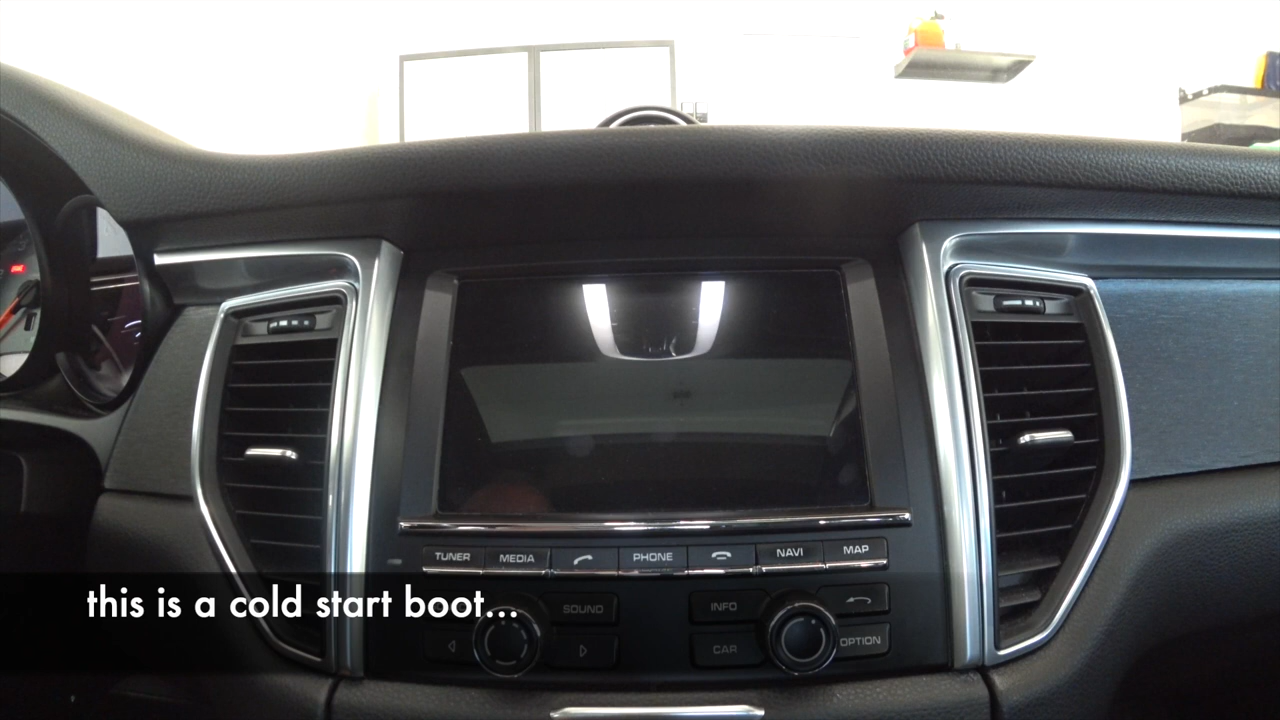 TUNER MEDIA PHONE NAVI MAP
this is a cold start boot...
SOUND INFO
CAR OPTION